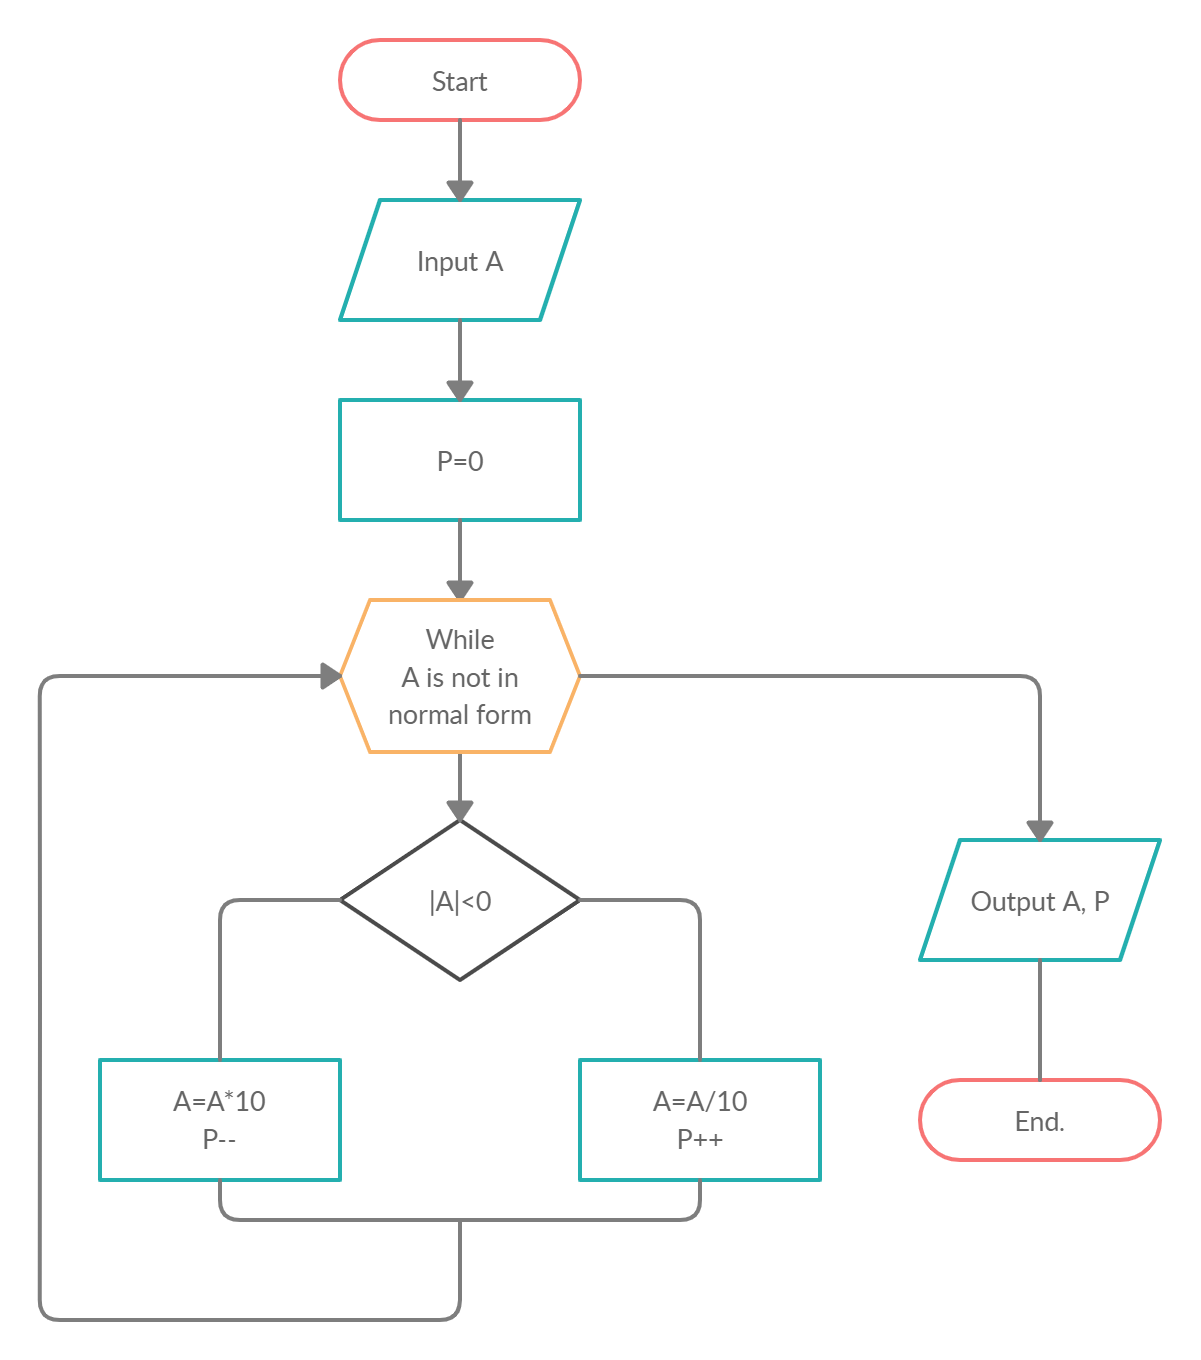 Start
Input A
P=0
While
A is not in
normal form
|A|<0
Output A, P
A=A*10
P--
A=A/10
P++
End.